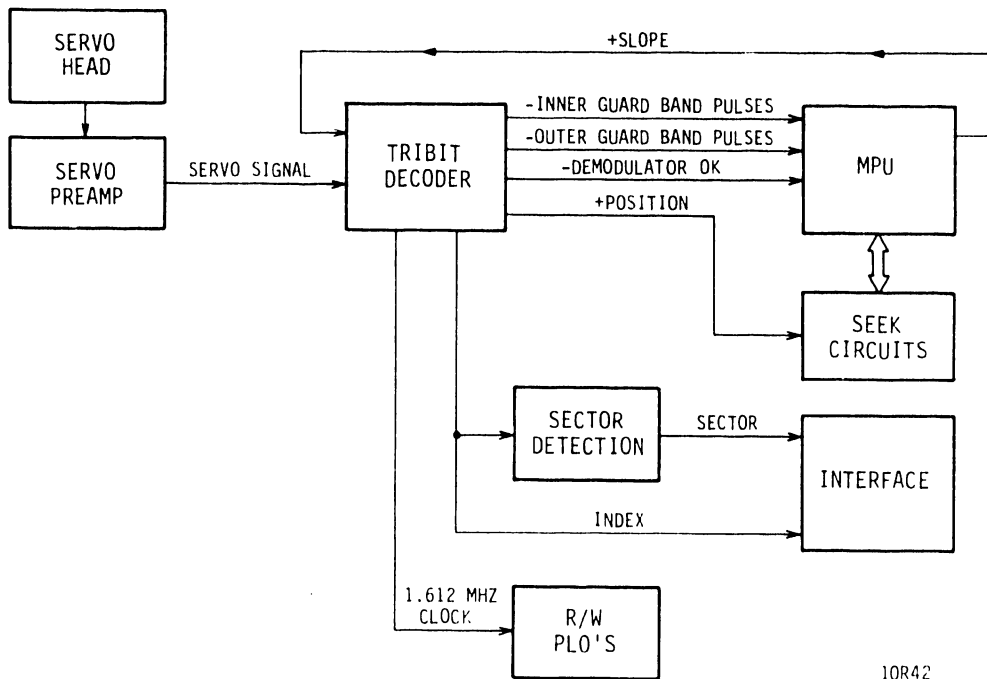 SERVO
HEAD
+SLOPE
SERVO
PREAMP
SERVO SIGNAL
TRIBIT
DECODER
-INNER GUARD BAND PULSES
-OUTER GUARD BAND PULSES
-DEMODULATOR OK
+POSITION
MPU
SEEK
CIRCUITS
SECTOR
DETECTION
SECTOR
INTERFACE
INDEX
1.612 MHZ
CLOCK
R/W
PLO'S
10R42